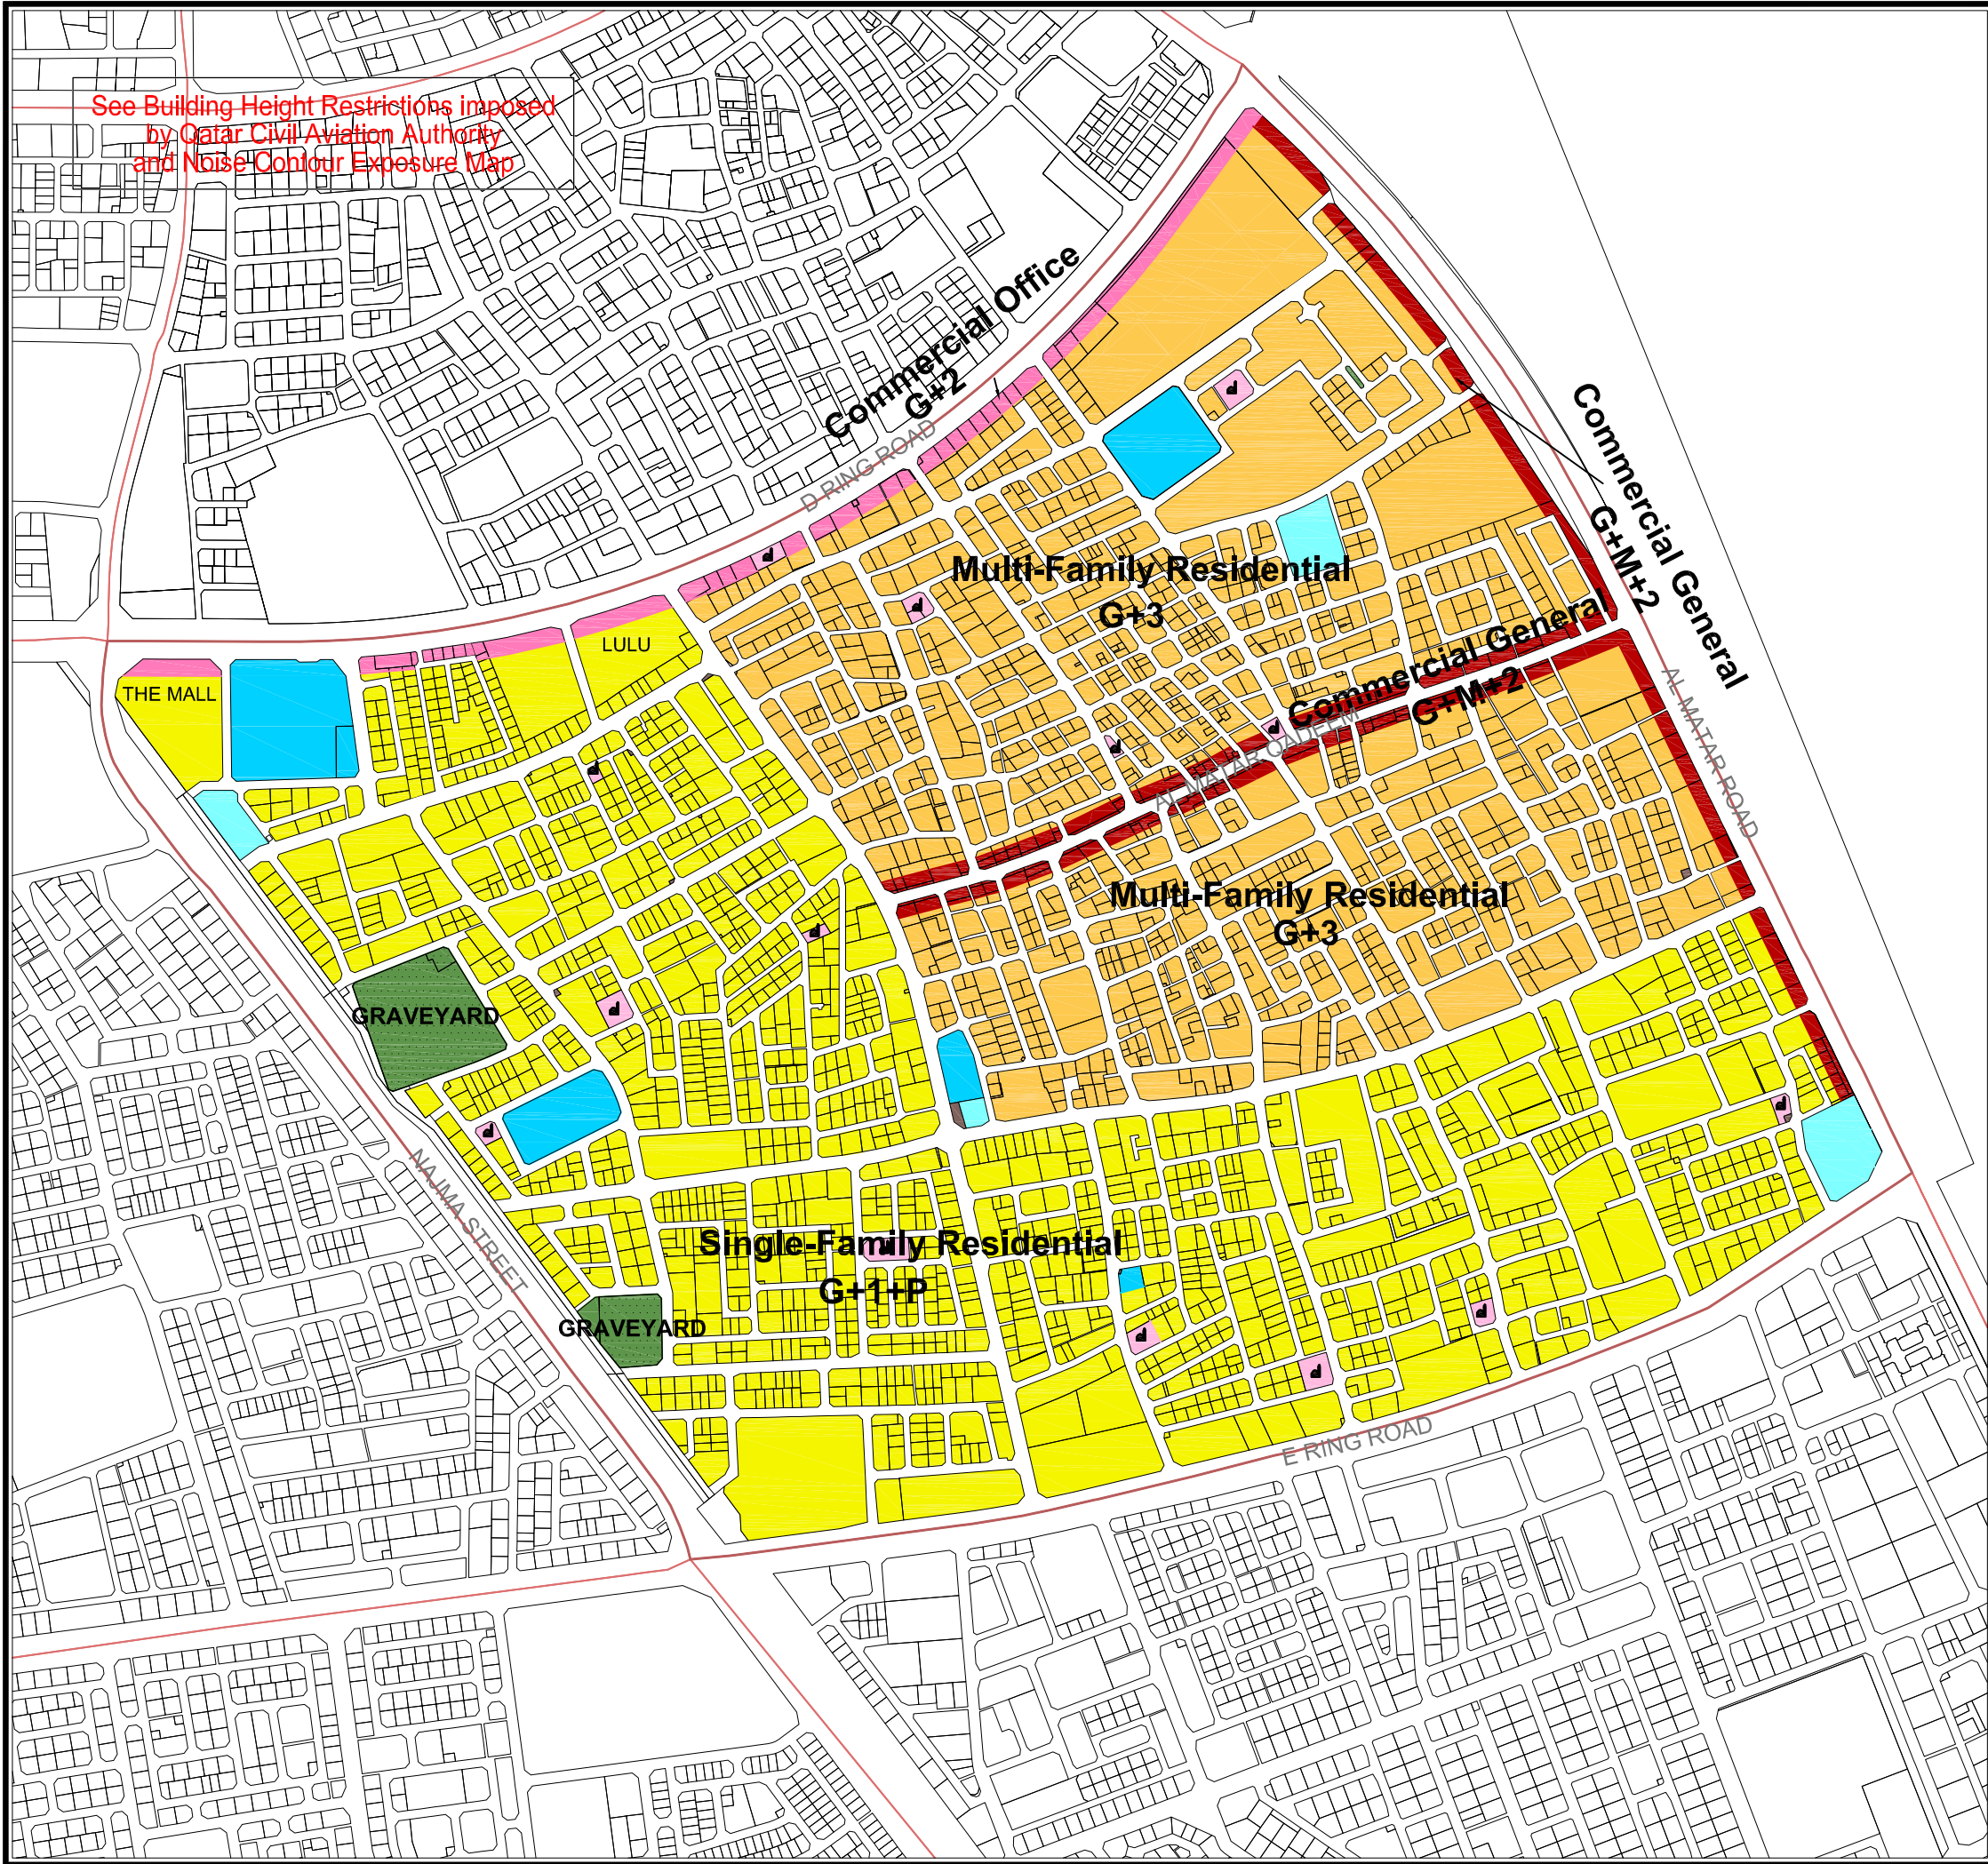 See Building Height Restrictions imposed
by Qatar Civil Aviation Authority
and Noise Contour Exposure Map
Commercial Office
G+2
D RING ROAD
Commercial General
G+M+2
Multi-Family Residential
G+3
Commercial General
G+M+2
LULU
THE MALL
AL MATAR QADEEM
AL MATAR ROAD
Multi-Family Residential
G+3
GRAVEYARD
NAJMA STREET
Single-Family Residential
G+1+P
GRAVEYARD
E RING ROAD